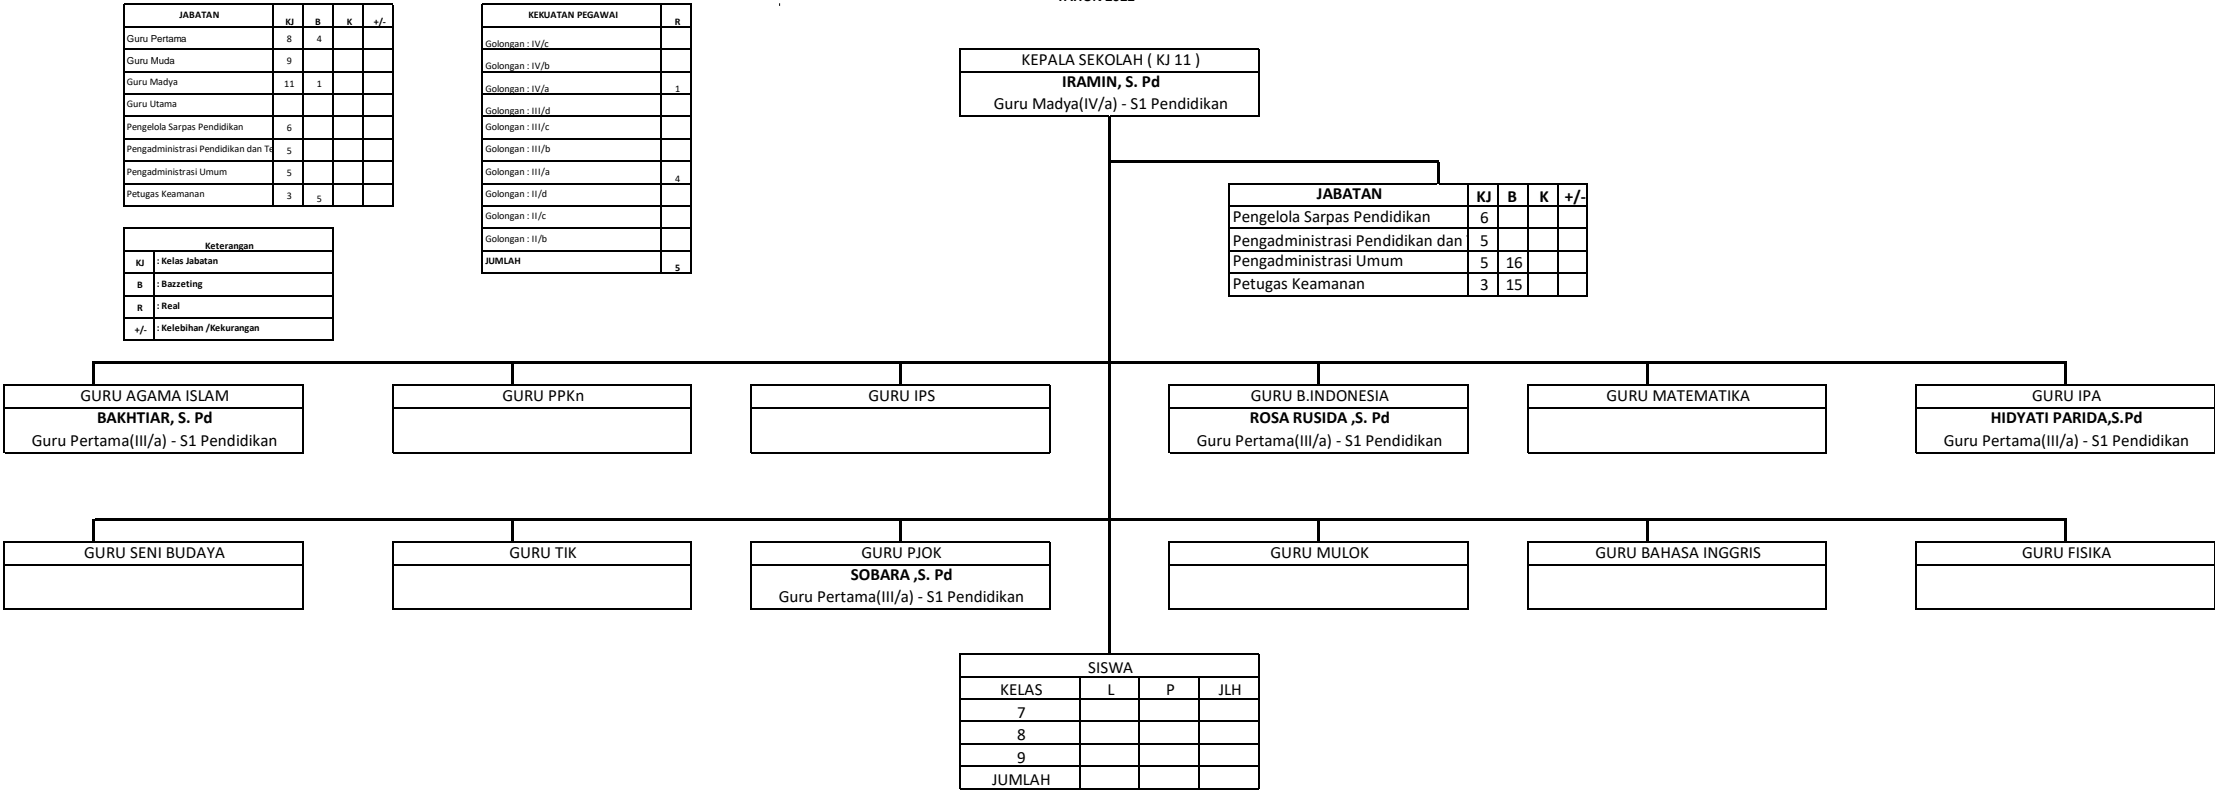 JABATAN KJ B K +/-
Guru Pertama 8 4
Guru Muda 9
Guru Madya 11 1
Guru Utama
Pengelola Sarpas Pendidikan 6
Pengadministrasi Pendidikan dan Te 5
Pengadministrasi Umum 5
Petugas Keamanan 3 5
Keterangan
KJ : Kelas Jabatan
B : Bazzeting
R : Real
+/- : Kelebihan /Kekurangan
KEKUATAN PEGAWAI R
Golongan : IV/c
Golongan : IV/b
Golongan : IV/a 1
Golongan : III/d
Golongan : III/c
Golongan : III/b
Golongan : III/a 4
Golongan : II/d
Golongan : II/c
Golongan : II/b
JUMLAH 5
KEPALA SEKOLAH ( KJ 11 )
IRAMIN, S. Pd
Guru Madya(IV/a) - S1 Pendidikan
JABATAN KJ B K +/-
Pengelola Sarpas Pendidikan 6
Pengadministrasi Pendidikan dan 5
Pengadministrasi Umum 5 16
Petugas Keamanan 3 15
GURU AGAMA ISLAM
BAKHTIAR, S. Pd
Guru Pertama(III/a) - S1 Pendidikan
GURU PPKn
GURU IPS
GURU B.INDONESIA
ROSA RUSIDA ,S. Pd
Guru Pertama(III/a) - S1 Pendidikan
GURU MATEMATIKA
GURU IPA
HIDYATI PARIDA,S.Pd
Guru Pertama(III/a) - S1 Pendidikan
GURU SENI BUDAYA
GURU TIK
GURU PJOK
SOBARA ,S. Pd
Guru Pertama(III/a) - S1 Pendidikan
GURU MULOK
GURU BAHASA INGGRIS
GURU FISIKA
SISWA
KELAS L P JLH
7
8
9
JUMLAH